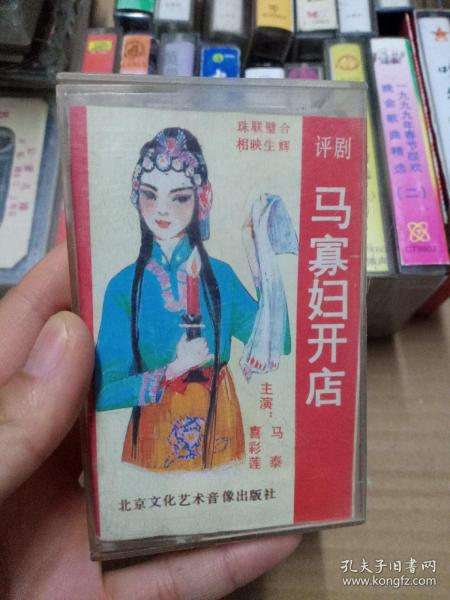 珠联璧合
相映生辉
评剧
马寡妇开店
主演：马泰
喜彩莲
北京文化艺术音像出版社
一九九九年春节联欢
晚会歌曲精选（二）
孔夫子旧书网
www.kongfz.com